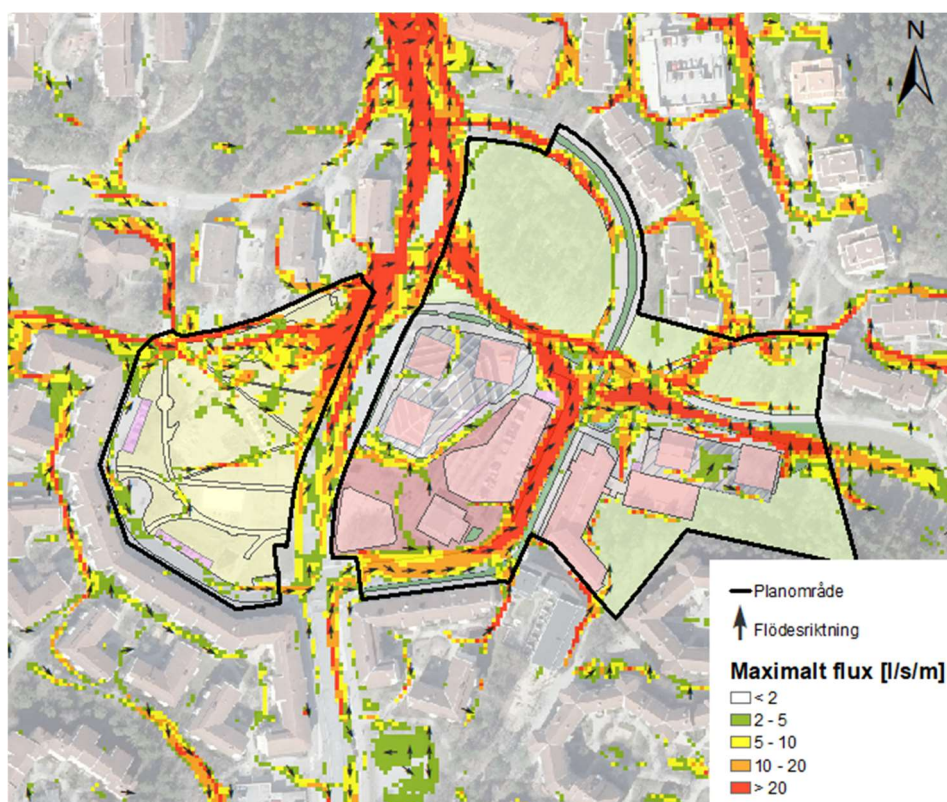 N
Planområde
Flödesriktning
Maximalt flux [l/s/m]
< 2
2 - 5
5 - 10
10 - 20
> 20